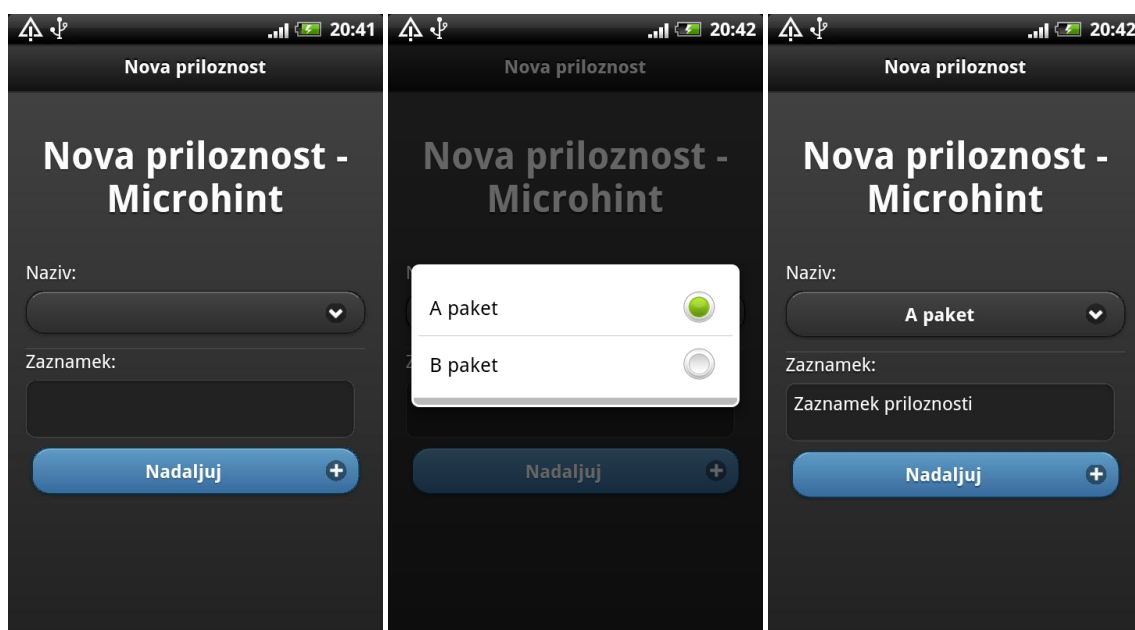 20:41
Nova priloznost
Nova priloznost -
Microhint
Naziv:
Zaznamek:
Nadaljuj
20:42
Nova priloznost
Nova priloznost -
Microhint
A paket
B paket
Nadaljuj
20:42
Nova priloznost
Nova priloznost -
Microhint
Naziv:
A paket
Zaznamek:
Zaznamek priloznosti
Nadaljuj